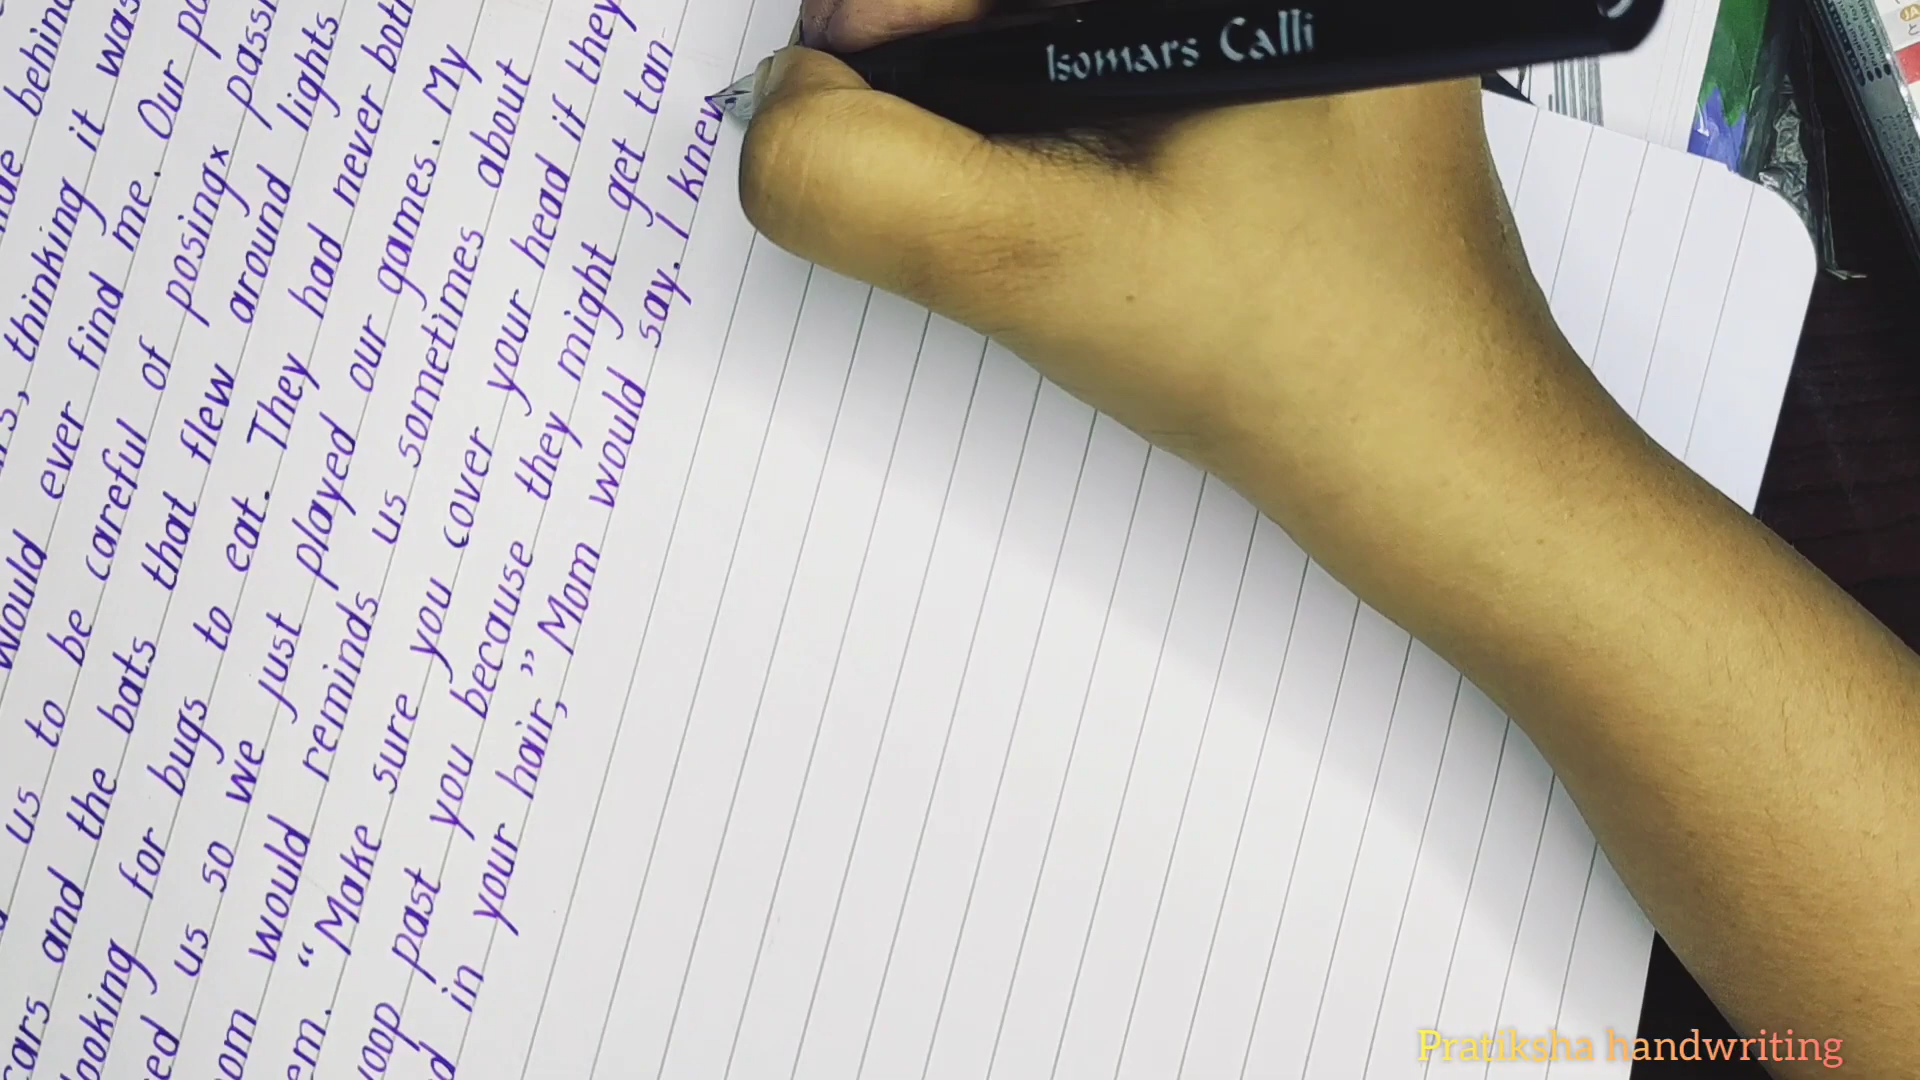 behind
thinking it was
would ever find me. Our
us to be careful of posingx
cars and the bats that flew around lights
looking for bugs to eat. They had never both
us so we just played our games. My
would reminds us sometimes about
"Make sure you cover your head if they
past you because they might get tan-
in your hair," Mom would say. I knew
Isomars Calli
Pratiksha handwriting